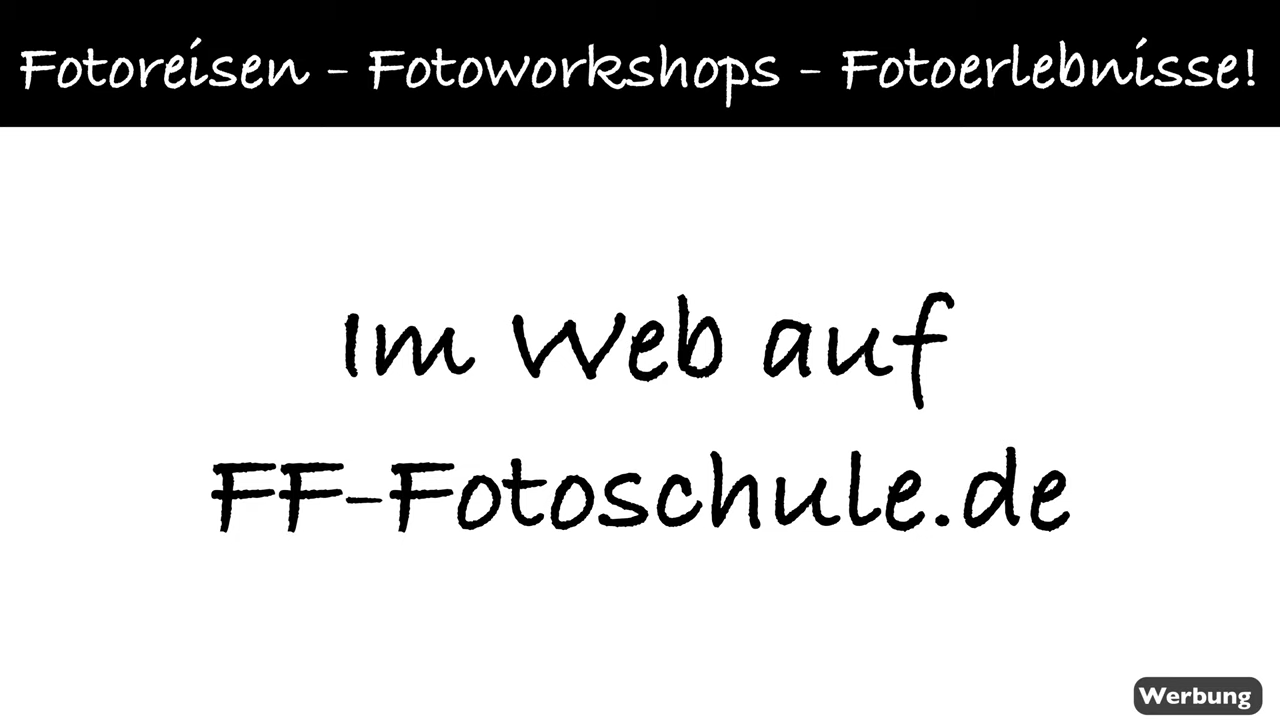 Fotoreisen - Fotoworkshops - Fotoerlebnisse!
Im Web auf
FF-Fotoschule.de
Werbung